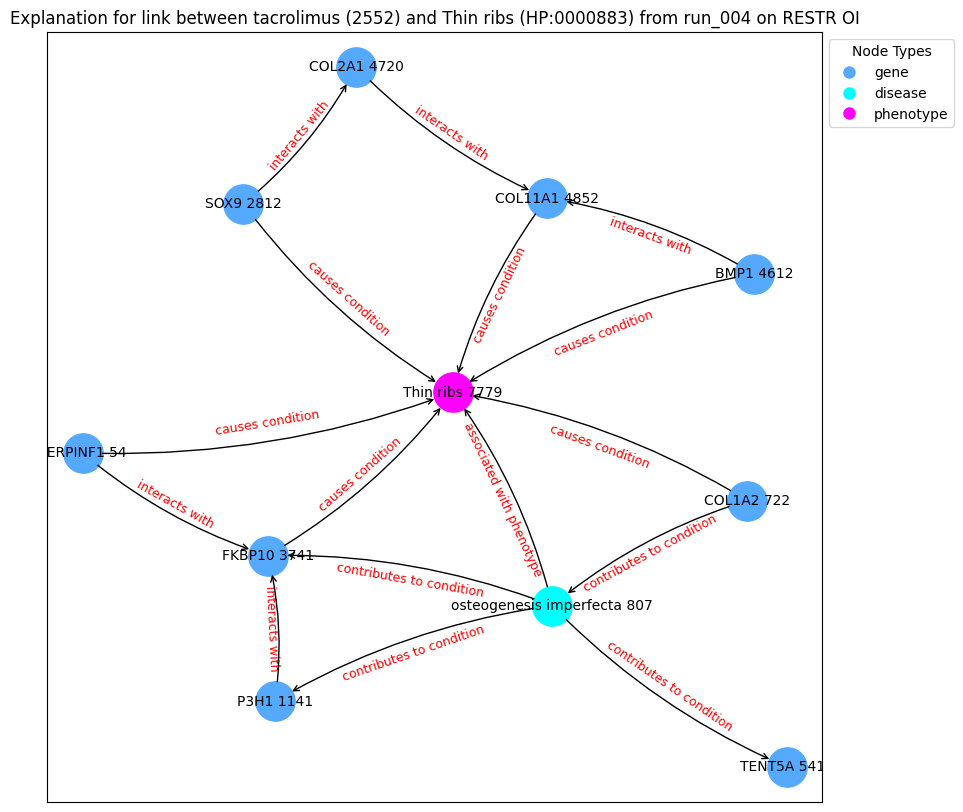 Explanation for link between tacrolimus (2552) and Thin ribs (HP:0000883) from run_004 on RESTR OI
Node Types
gene
disease
phenotype
COL2A1 4720
interacts with
interacts with
SOX9 2812
COL11A1 4852
interacts with
BMP1 4612
causes condition
causes condition
causes condition
Thin ribs 7779
causes condition
causes condition
ERPINF1 54
causes condition
associated with phenotype
interacts with
COL1A2 722
FKBP10 3741
contributes to condition
contributes to condition
osteogenesis imperfecta 807
interacts with
contributes to condition
contributes to condition
P3H1 1141
TENT5A 541